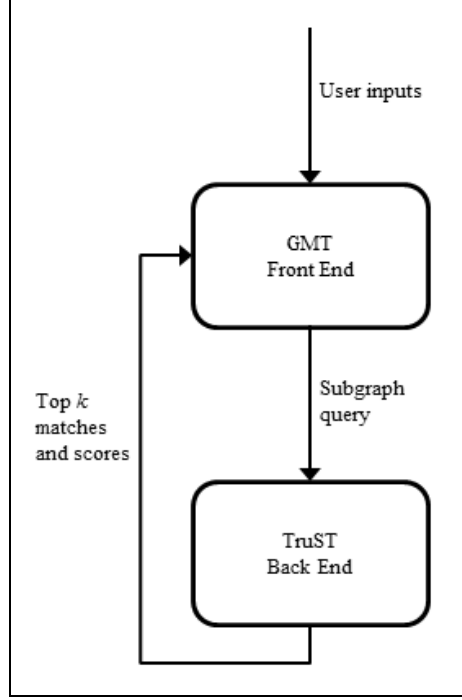 User inputs
GMT
Front End
Subgraph
query
Top k
matches
and scores
TruST
Back End